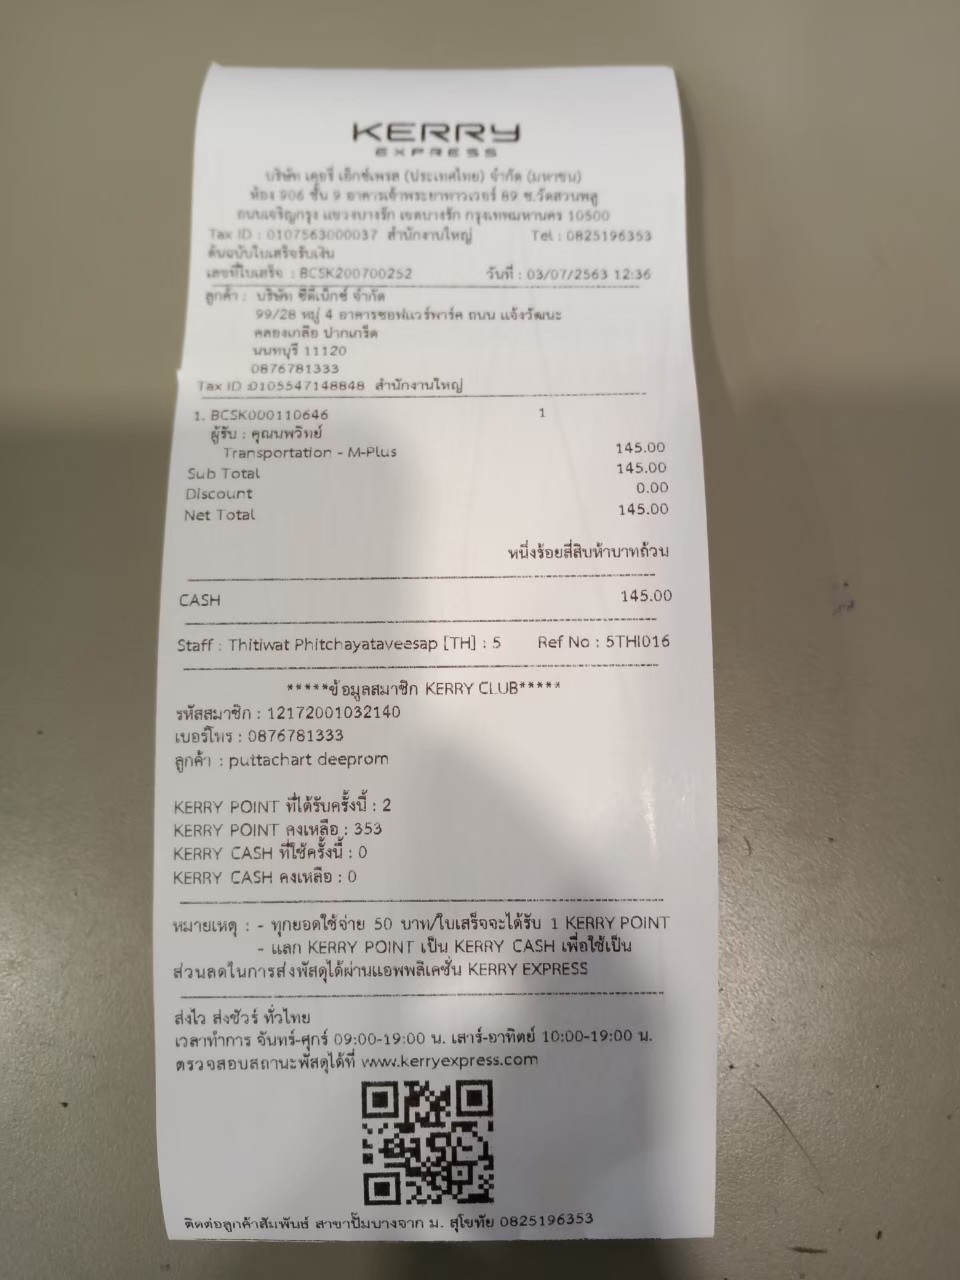 KERRY
EXPRESS
บริษัท เคอรี่ เอ็กซ์เพรส (ประเทศไทย) จำกัด (มหาชน)
ห้อง 906 ชั้น 9 อาคารเจ้าพระยาทาวเวอร์ 89 ซ.วัดสวนพลู
ถนนเจริญกรุง แขวงบางรัก เขตบางรัก กรุงเทพมหานคร 10500
Tax ID : 0107563000037 สำนักงานใหญ่ Tel : 0825196353
ต้นฉบับใบเสร็จรับเงิน
เลขที่ใบเสร็จ : BCSK200700252 วันที่ : 03/07/2563 12:36
ลูกค้า : บริษัท ซีดีเน็กซ์ จำกัด
99/28 หมู่ 4 อาคารซอฟแวร์พาร์ค ถนน แจ้งวัฒนะ
คลองเกลือ ปากเกร็ด
นนทบุรี 11120
0876781333
Tax ID :0105547148848 สำนักงานใหญ่
1. BCSK000110646 1
ผู้รับ : คุณนพวิทย์
Transportation - M-Plus 145.00
Sub Total 145.00
Discount 0.00
Net Total 145.00
หนึ่งร้อยสี่สิบห้าบาทถ้วน
CASH 145.00
Staff : Thitiwat Phitchayataveesap [TH] : 5 Ref No : 5THI016
*****ข้อมูลสมาชิก KERRY CLUB*****
รหัสสมาชิก : 12172001032140
เบอร์โทร : 0876781333
ลูกค้า : puttachart deeprom
KERRY POINT ที่ได้รับครั้งนี้ : 2
KERRY POINT คงเหลือ : 353
KERRY CASH ที่ใช้ครั้งนี้ : 0
KERRY CASH คงเหลือ : 0
หมายเหตุ : - ทุกยอดใช้จ่าย 50 บาท/ใบเสร็จจะได้รับ 1 KERRY POINT
- แลก KERRY POINT เป็น KERRY CASH เพื่อใช้เป็น
ส่วนลดในการส่งพัสดุได้ผ่านแอพพลิเคชั่น KERRY EXPRESS
ส่งไว ส่งชัวร์ ทั่วไทย
เวลาทำการ จันทร์-ศุกร์ 09:00-19:00 น. เสาร์-อาทิตย์ 10:00-19:00 น.
ตรวจสอบสถานะพัสดุได้ที่ www.kerryexpress.com
ติดต่อลูกค้าสัมพันธ์ สาขาปั๊มบางจาก ม. สุโขทัย 0825196353